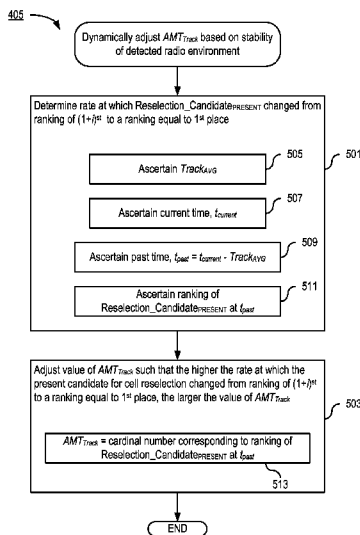 405
Dynamically adjust AMTTrack based on stability
of detected radio environment
Determine rate at which Reselection_CandidatePRESENT changed from
ranking of (1+i)st to a ranking equal to 1st place
505
Ascertain TrackAVG
507
Ascertain current time, tcurrent
501
509
Ascertain past time, tpast = tcurrent - TrackAVG
511
Ascertain ranking of
Reselection_CandidatePRESENT at tpast
Adjust value of AMTTrack such that the higher the rate at which the
present candidate for cell reselection changed from ranking of (1+i)st
to a ranking equal to 1st place, the larger the value of AMTTrack
503
AMTTrack = cardinal number corresponding to ranking of
Reselection_CandidatePRESENT at tpast
513
END